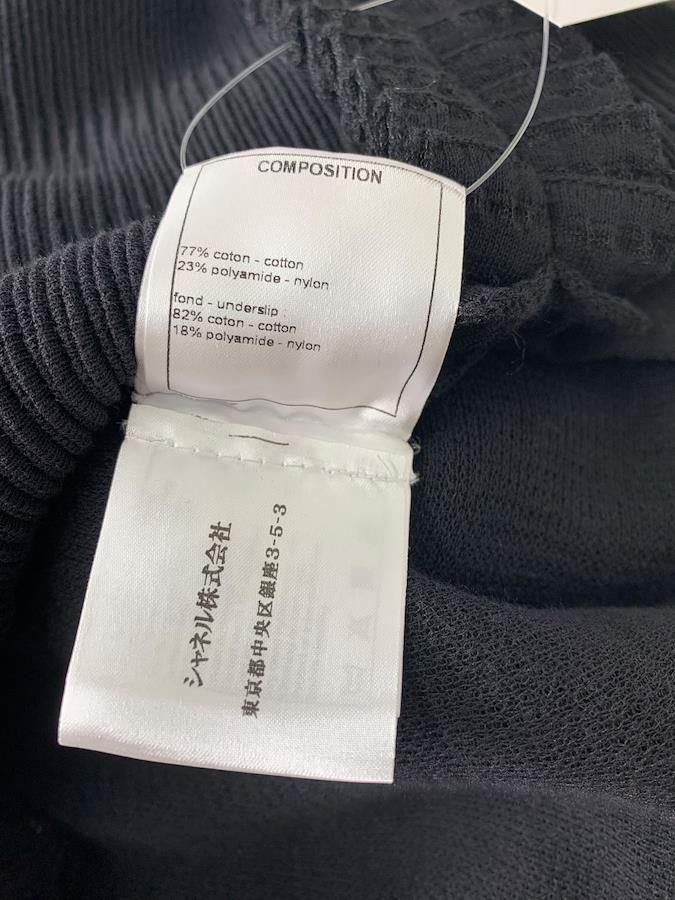 COMPOSITION
77% coton - cotton
23% polyamide - nylon
fond - underslip :
82% coton - cotton
18% polyamide - nylon
シャネル株式会社
東京都中央区銀座3-5-3